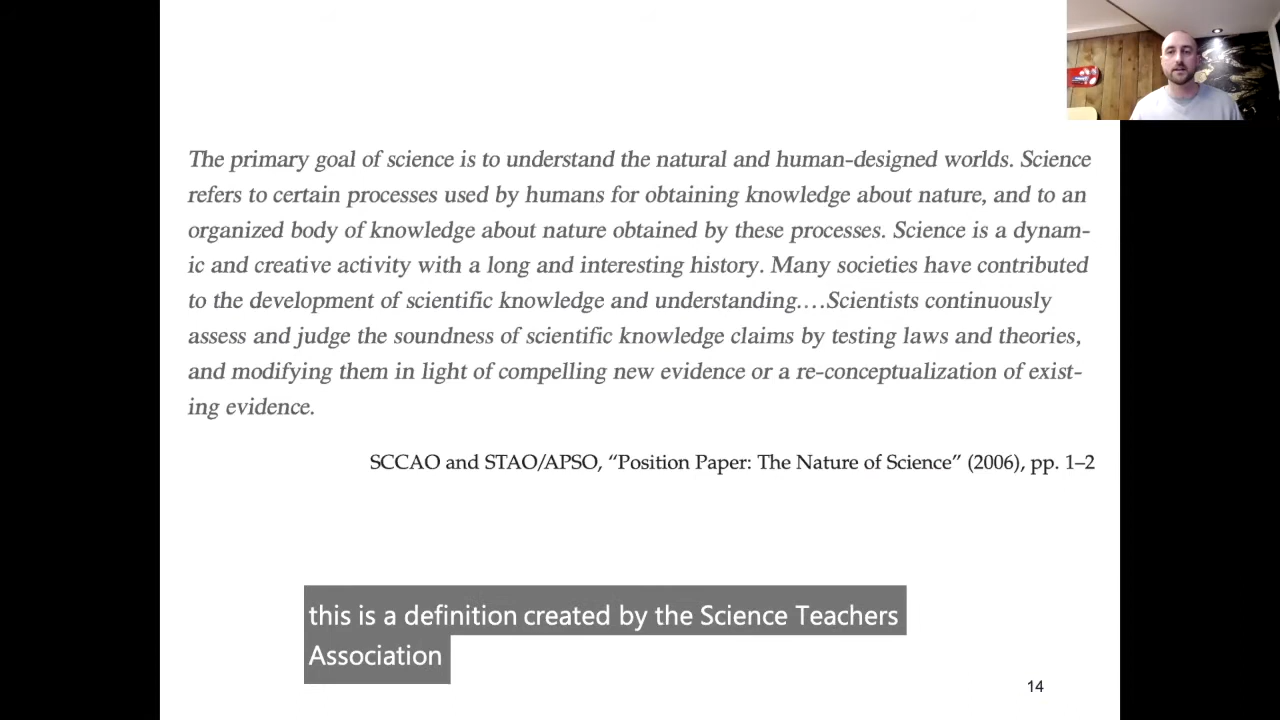 The primary goal of science is to understand the natural and human-designed worlds. Science
refers to certain processes used by humans for obtaining knowledge about nature, and to an
organized body of knowledge about nature obtained by these processes. Science is a dynam-
ic and creative activity with a long and interesting history. Many societies have contributed
to the development of scientific knowledge and understanding....Scientists continuously
assess and judge the soundness of scientific knowledge claims by testing laws and theories,
and modifying them in light of compelling new evidence or a re-conceptualization of exist-
ing evidence.
SCCAO and STAO/APSO, “Position Paper: The Nature of Science” (2006), pp. 1–2
this is a definition created by the Science Teachers
Association
14